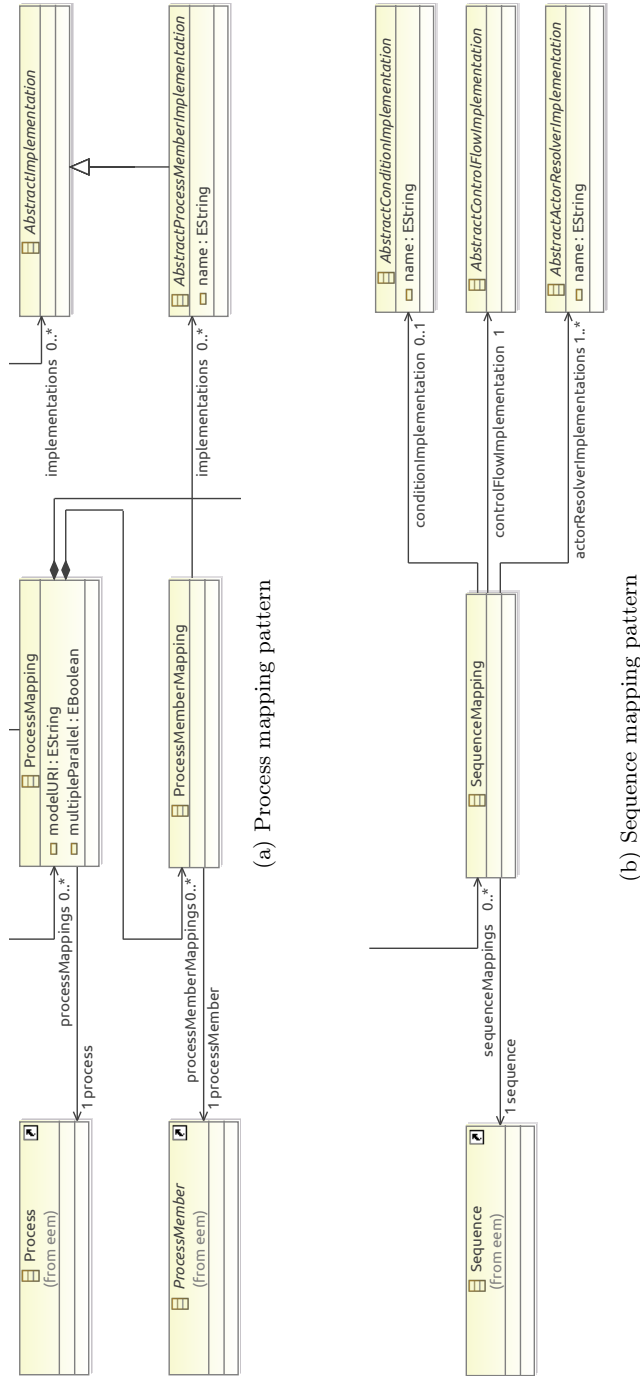 Process
(from eem)
1 process
processMappings 0..*
ProcessMapping
modelURI : EString
multipleParallel : EBoolean
implementations 0..*
AbstractImplementation
ProcessMember
(from eem)
1 processMember
processMemberMappings 0..*
ProcessMemberMapping
implementations 0..*
AbstractProcessMemberImplementation
name : EString
(a) Process mapping pattern
Sequence
(from eem)
1 sequence
sequenceMappings 0..*
SequenceMapping
conditionImplementation 0..1
AbstractConditionImplementation
name : EString
controlFlowImplementation 1
AbstractControlFlowImplementation
actorResolverImplementations 1..*
AbstractActorResolverImplementation
name : EString
(b) Sequence mapping pattern